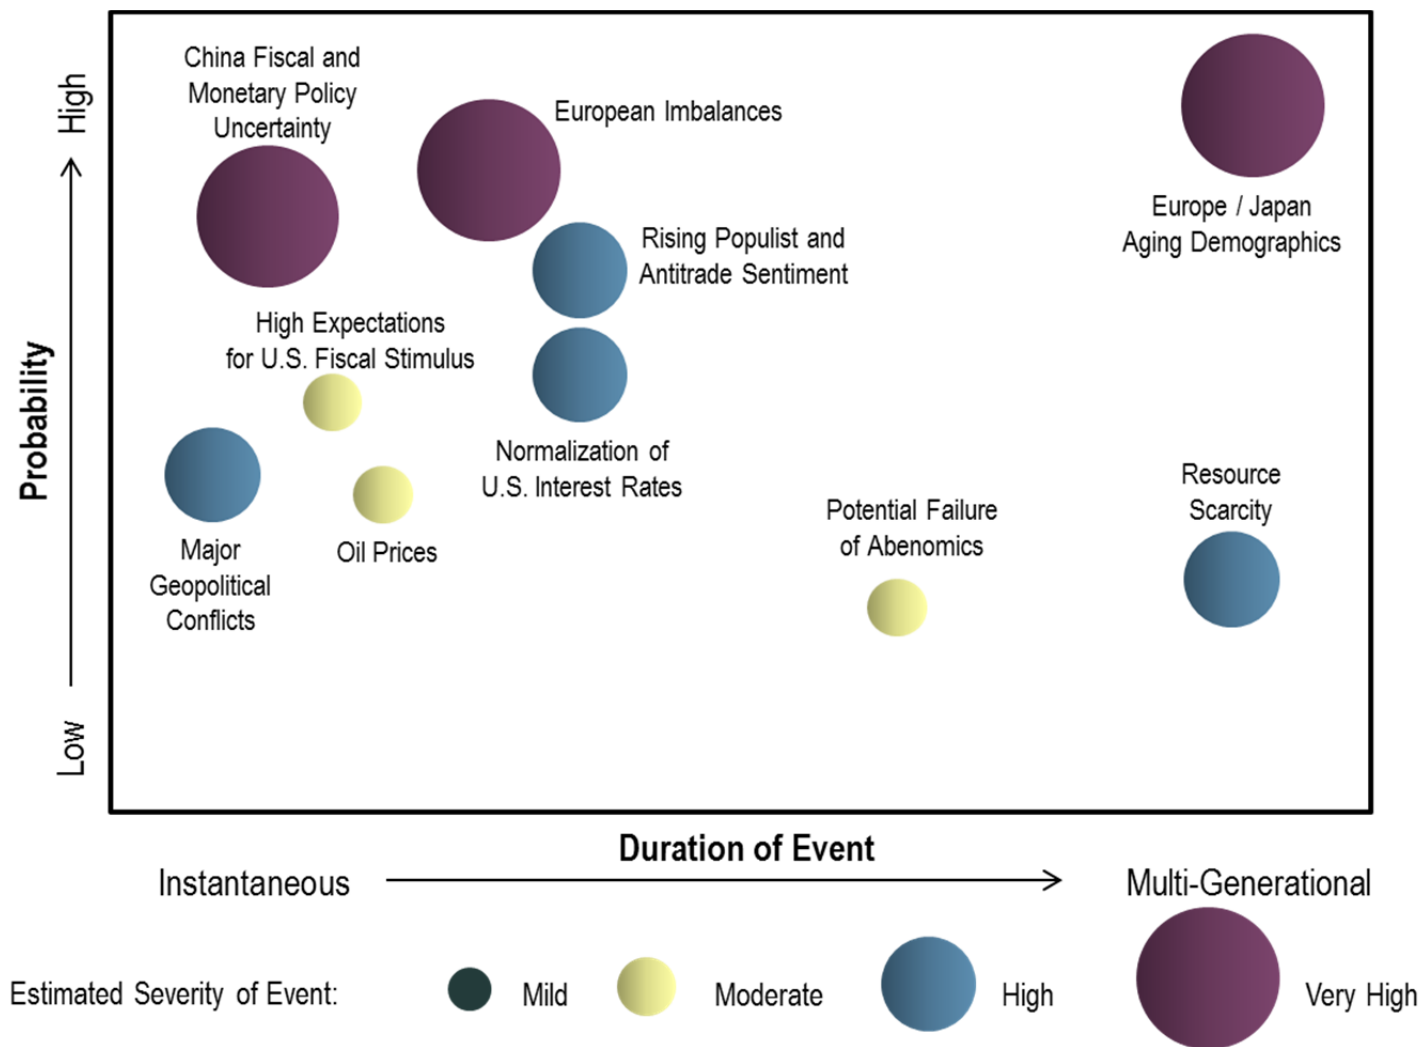 High
Probability
Low
China Fiscal and
Monetary Policy
Uncertainty
European Imbalances
Europe / Japan
Aging Demographics
Rising Populist and
Antitrade Sentiment
High Expectations
for U.S. Fiscal Stimulus
Normalization of
U.S. Interest Rates
Major
Geopolitical
Conflicts
Oil Prices
Potential Failure
of Abenomics
Resource
Scarcity
Duration of Event
Instantaneous
Multi-Generational
Estimated Severity of Event:
Mild
Moderate
High
Very High